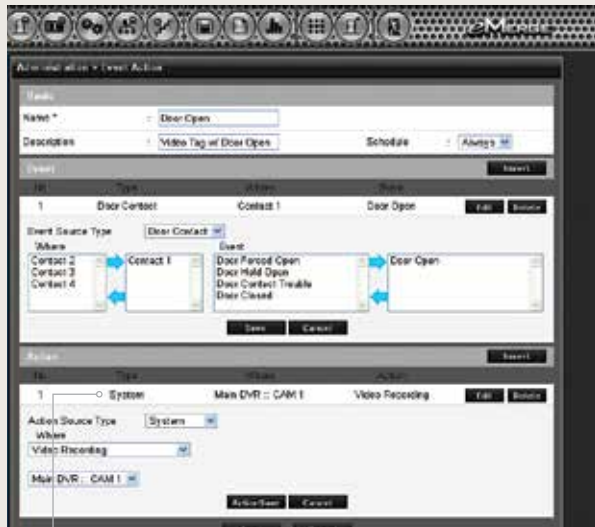 eMerge
Administration > Event Action
Basic
Name * : Door Open
Description : Video Tag w/ Door Open Schedule : Always
Event Insert
No Type Where Event
1 Door Contact Contact 1 Door Open Edit Delete
Event Source Type Door Contact
Where Event
Contact 2 Contact 1 Door Forced Open Door Open
Contact 3 Door Held Open
Contact 4 Door Contact Trouble
Door Closed
Save Cancel
Action Insert
No Type Where Action
1 System Main DVR :: CAM 1 Video Recording Edit Delete
Action Source Type System
Where
Video Recording
Main DVR :: CAM 1
Action Save Cancel